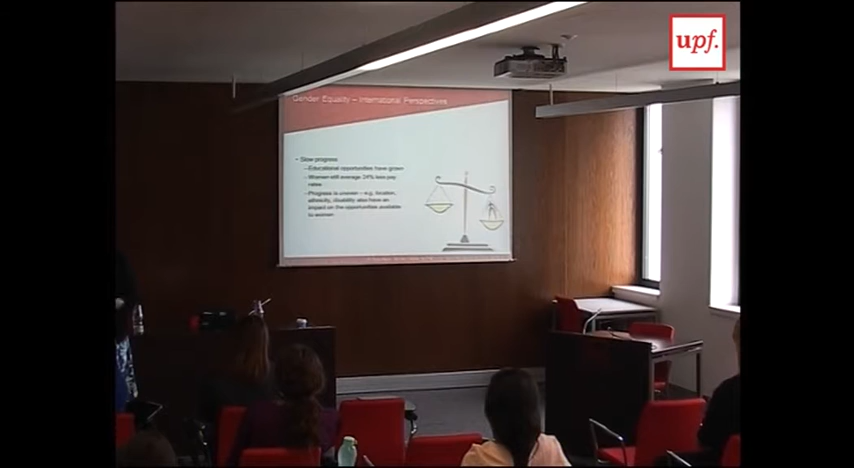 upf.
Gender Equality – International Perspectives
- Slow progress
–Educational opportunities have grown
–Women still average 24% less pay
rates
–Progress is uneven – e.g. location,
ethnicity, disability also have an
impact on the opportunities available
to women